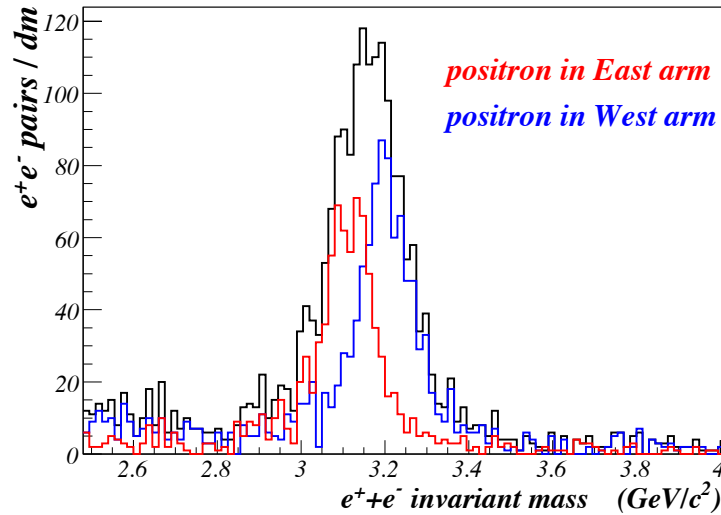 120
100
80
60
40
20
0
e⁺e⁻ pairs / dm
positron in East arm
positron in West arm
2.6 2.8 3 3.2 3.4 3.6 3.8 4
e⁺+e⁻ invariant mass (GeV/c²)